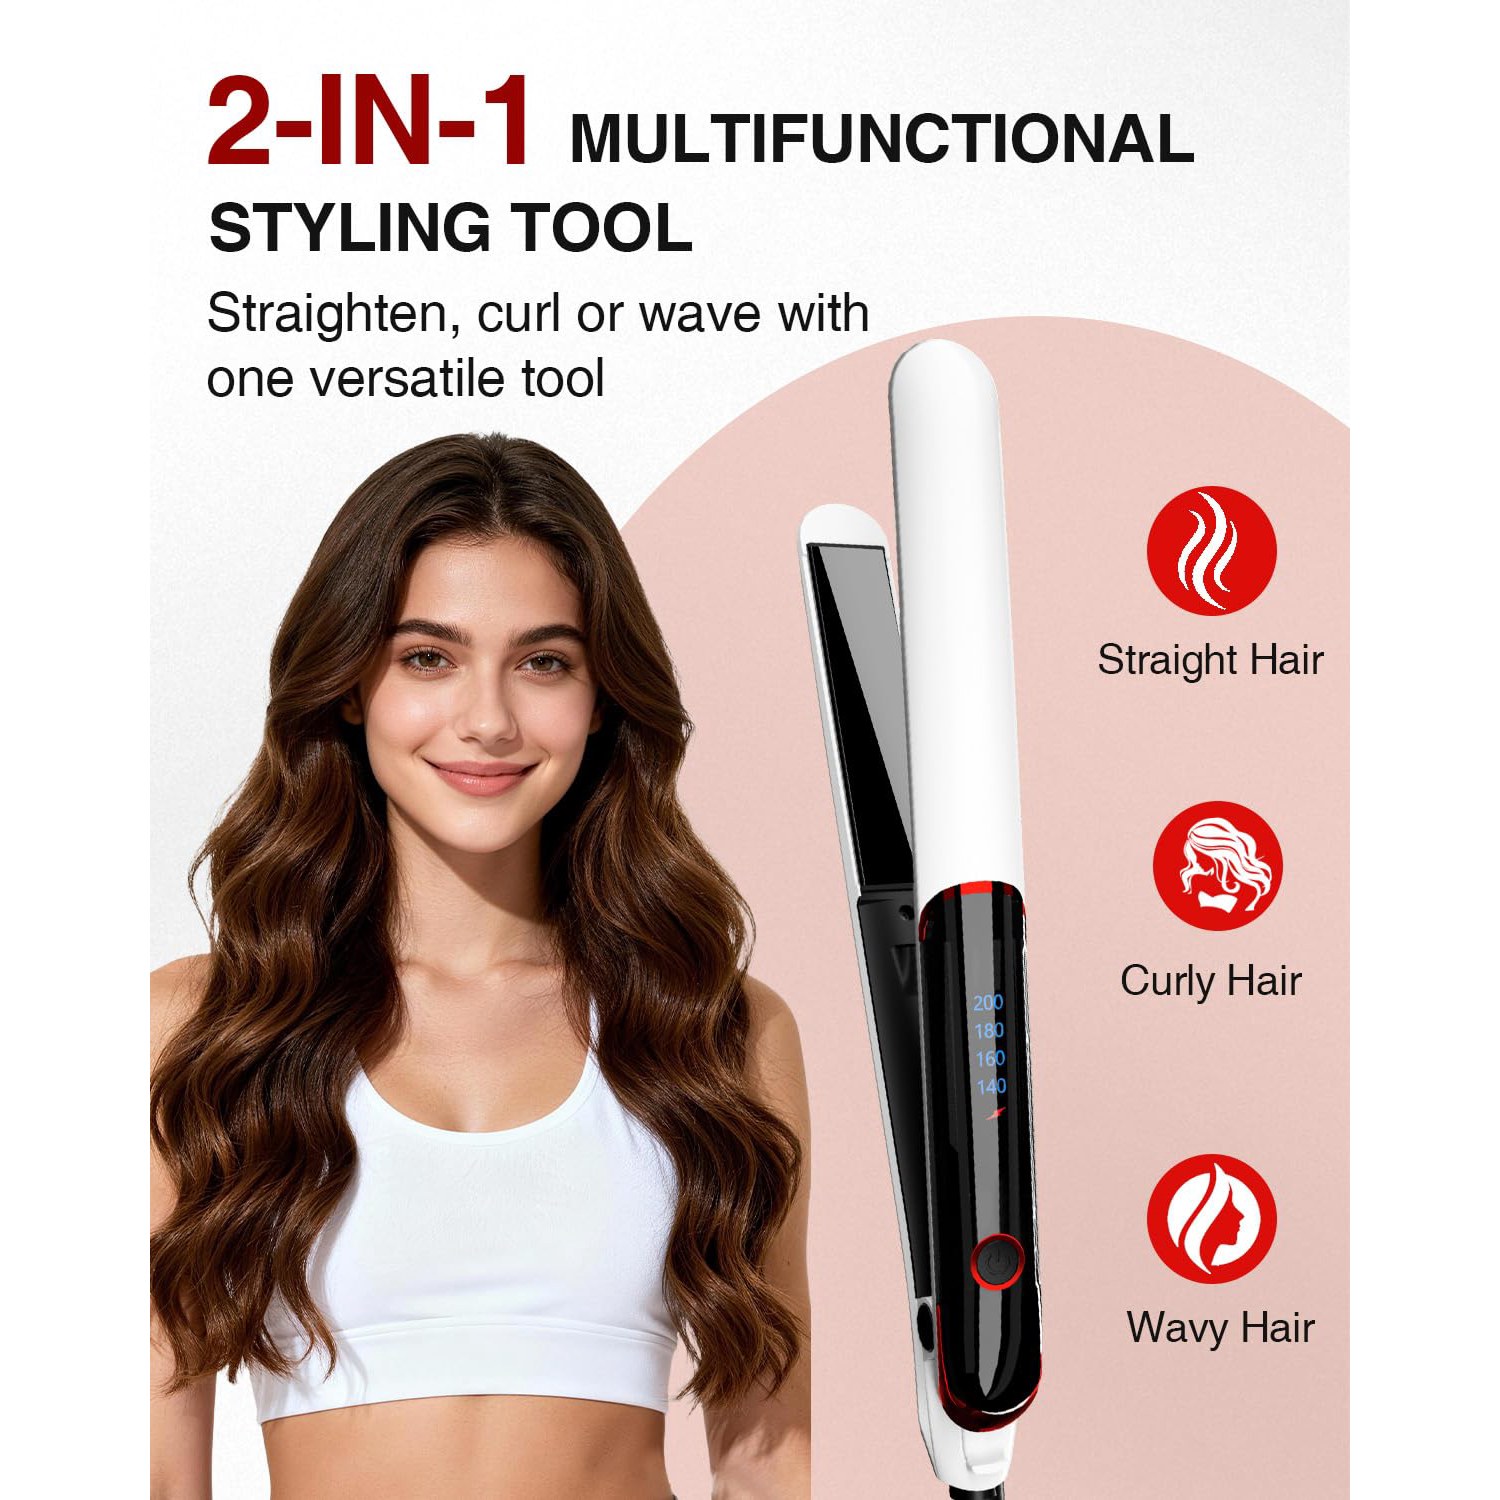 2-IN-1 MULTIFUNCTIONAL
STYLING TOOL
Straighten, curl or wave with
one versatile tool
Straight Hair
Curly Hair
200
180
160
140
Wavy Hair